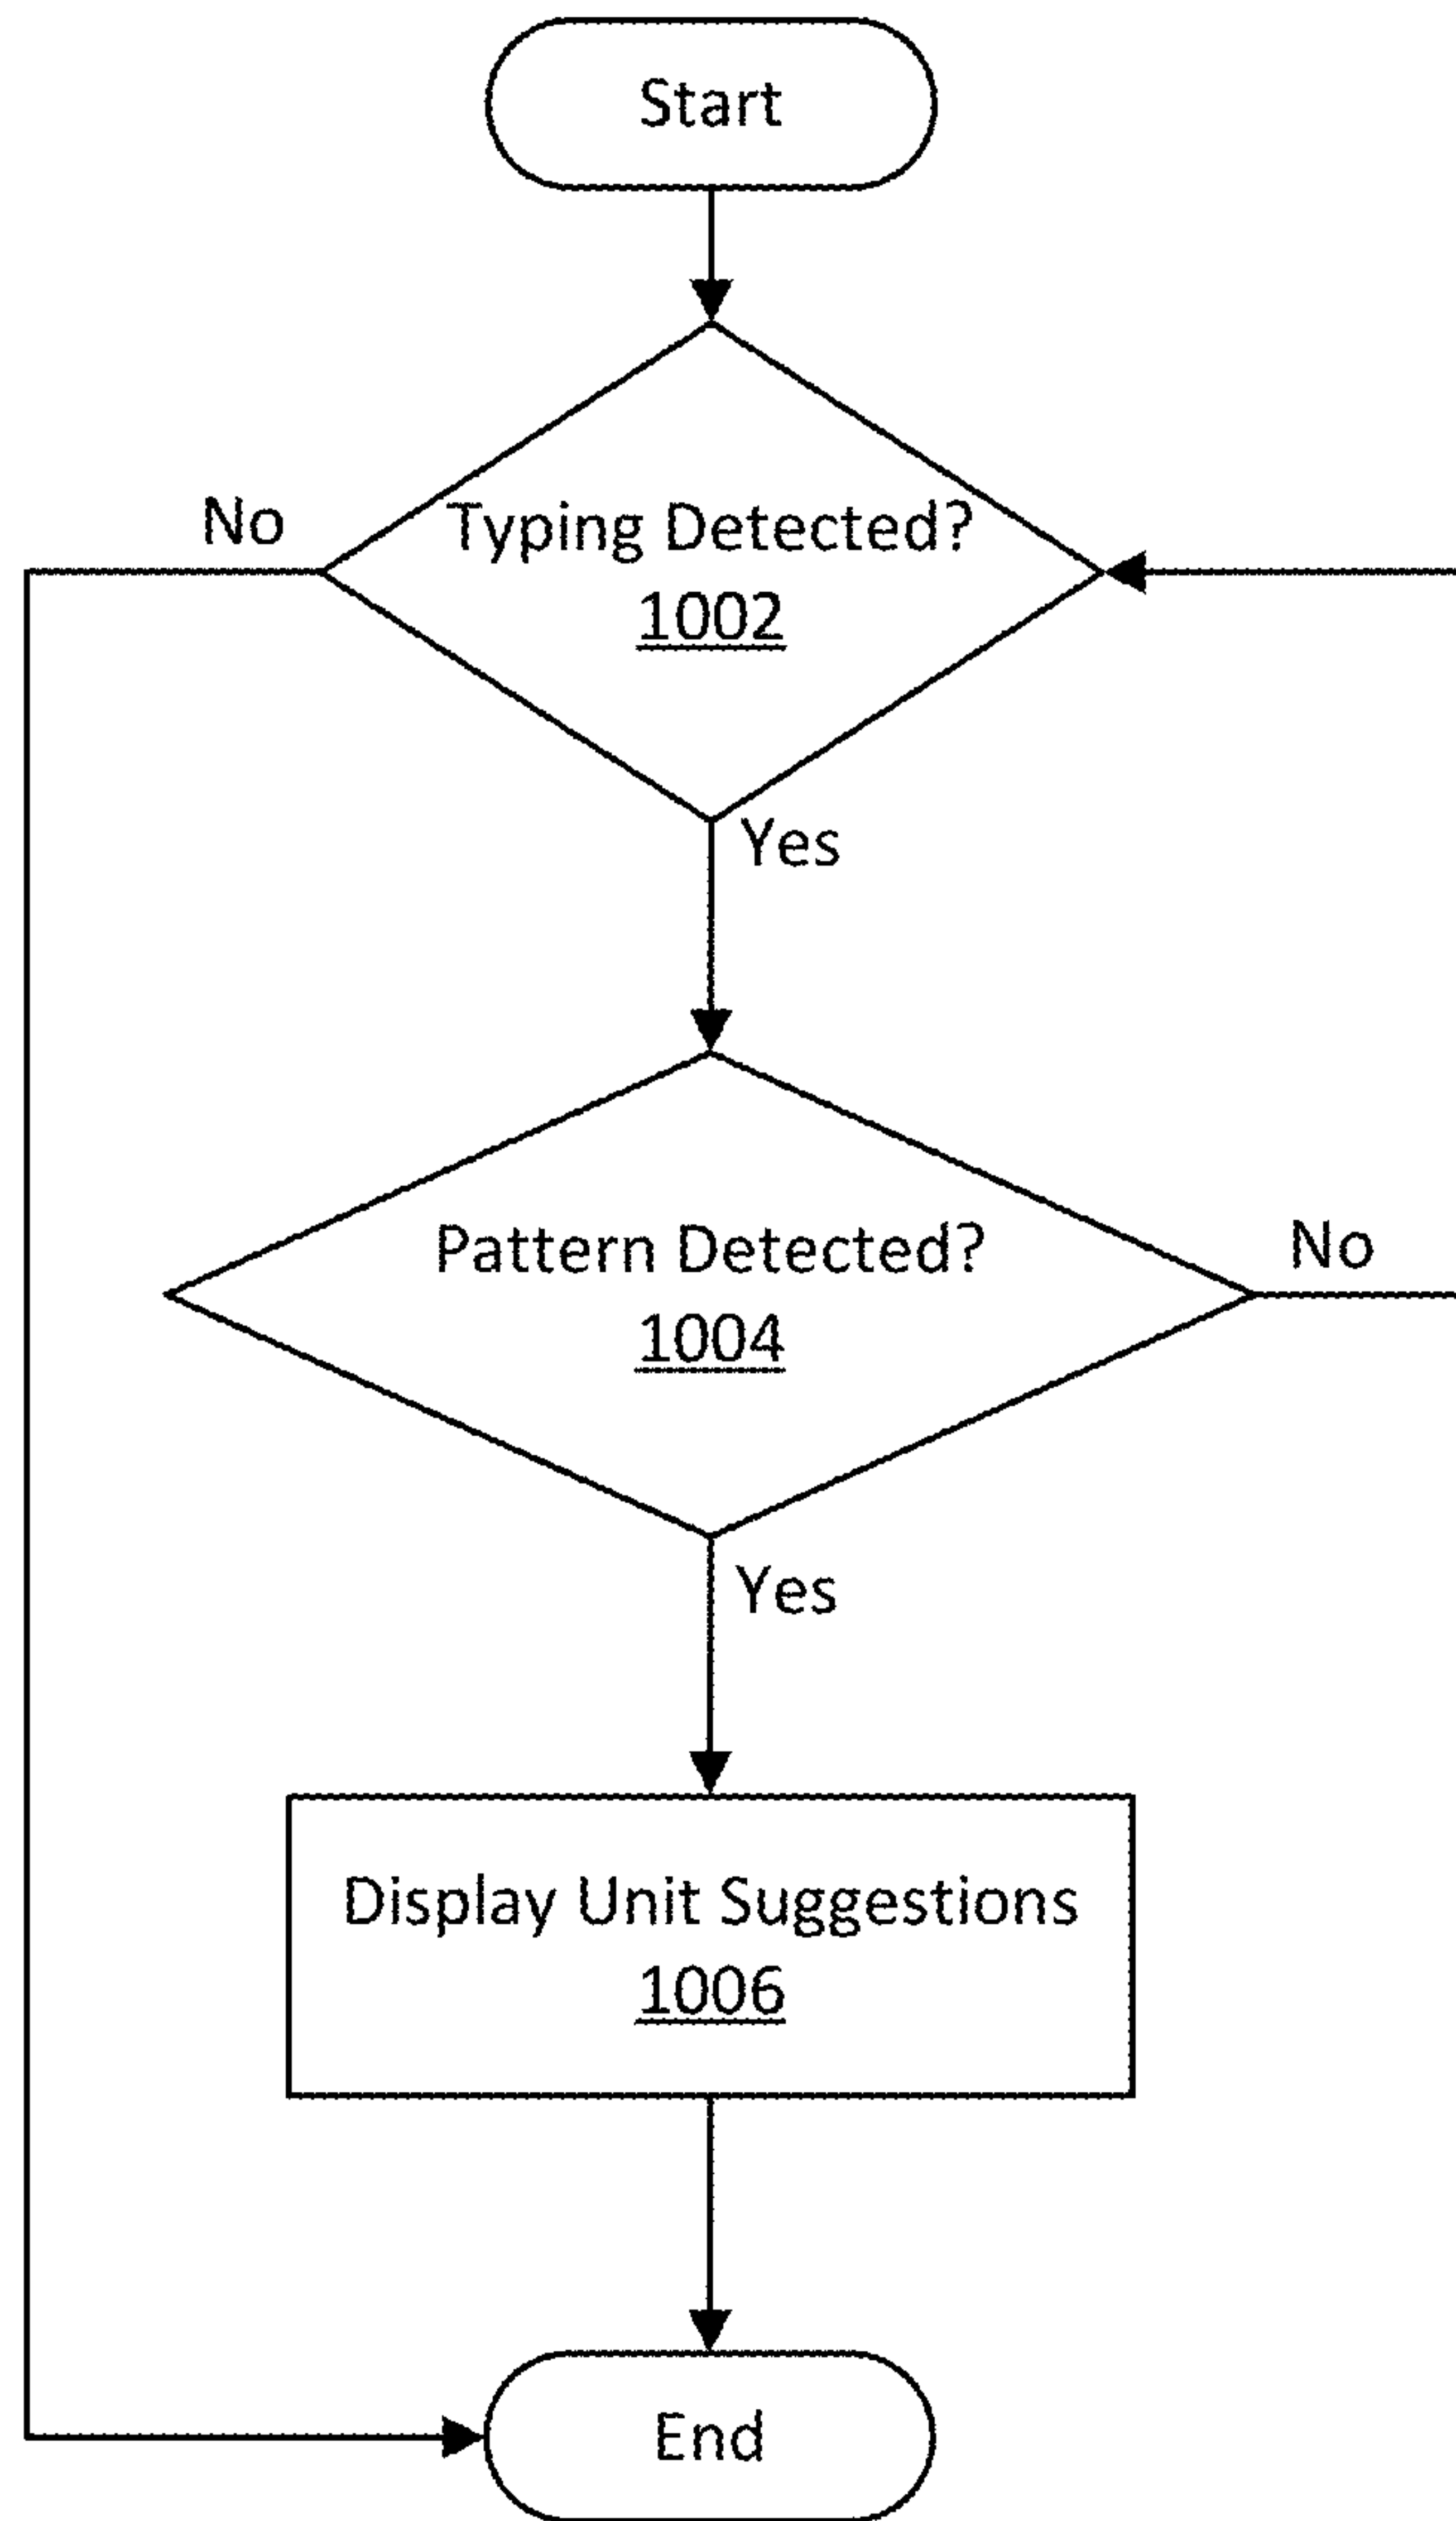 Start
No
Typing Detected?
1002
Yes
Pattern Detected?
1004
No
Yes
Display Unit Suggestions
1006
End